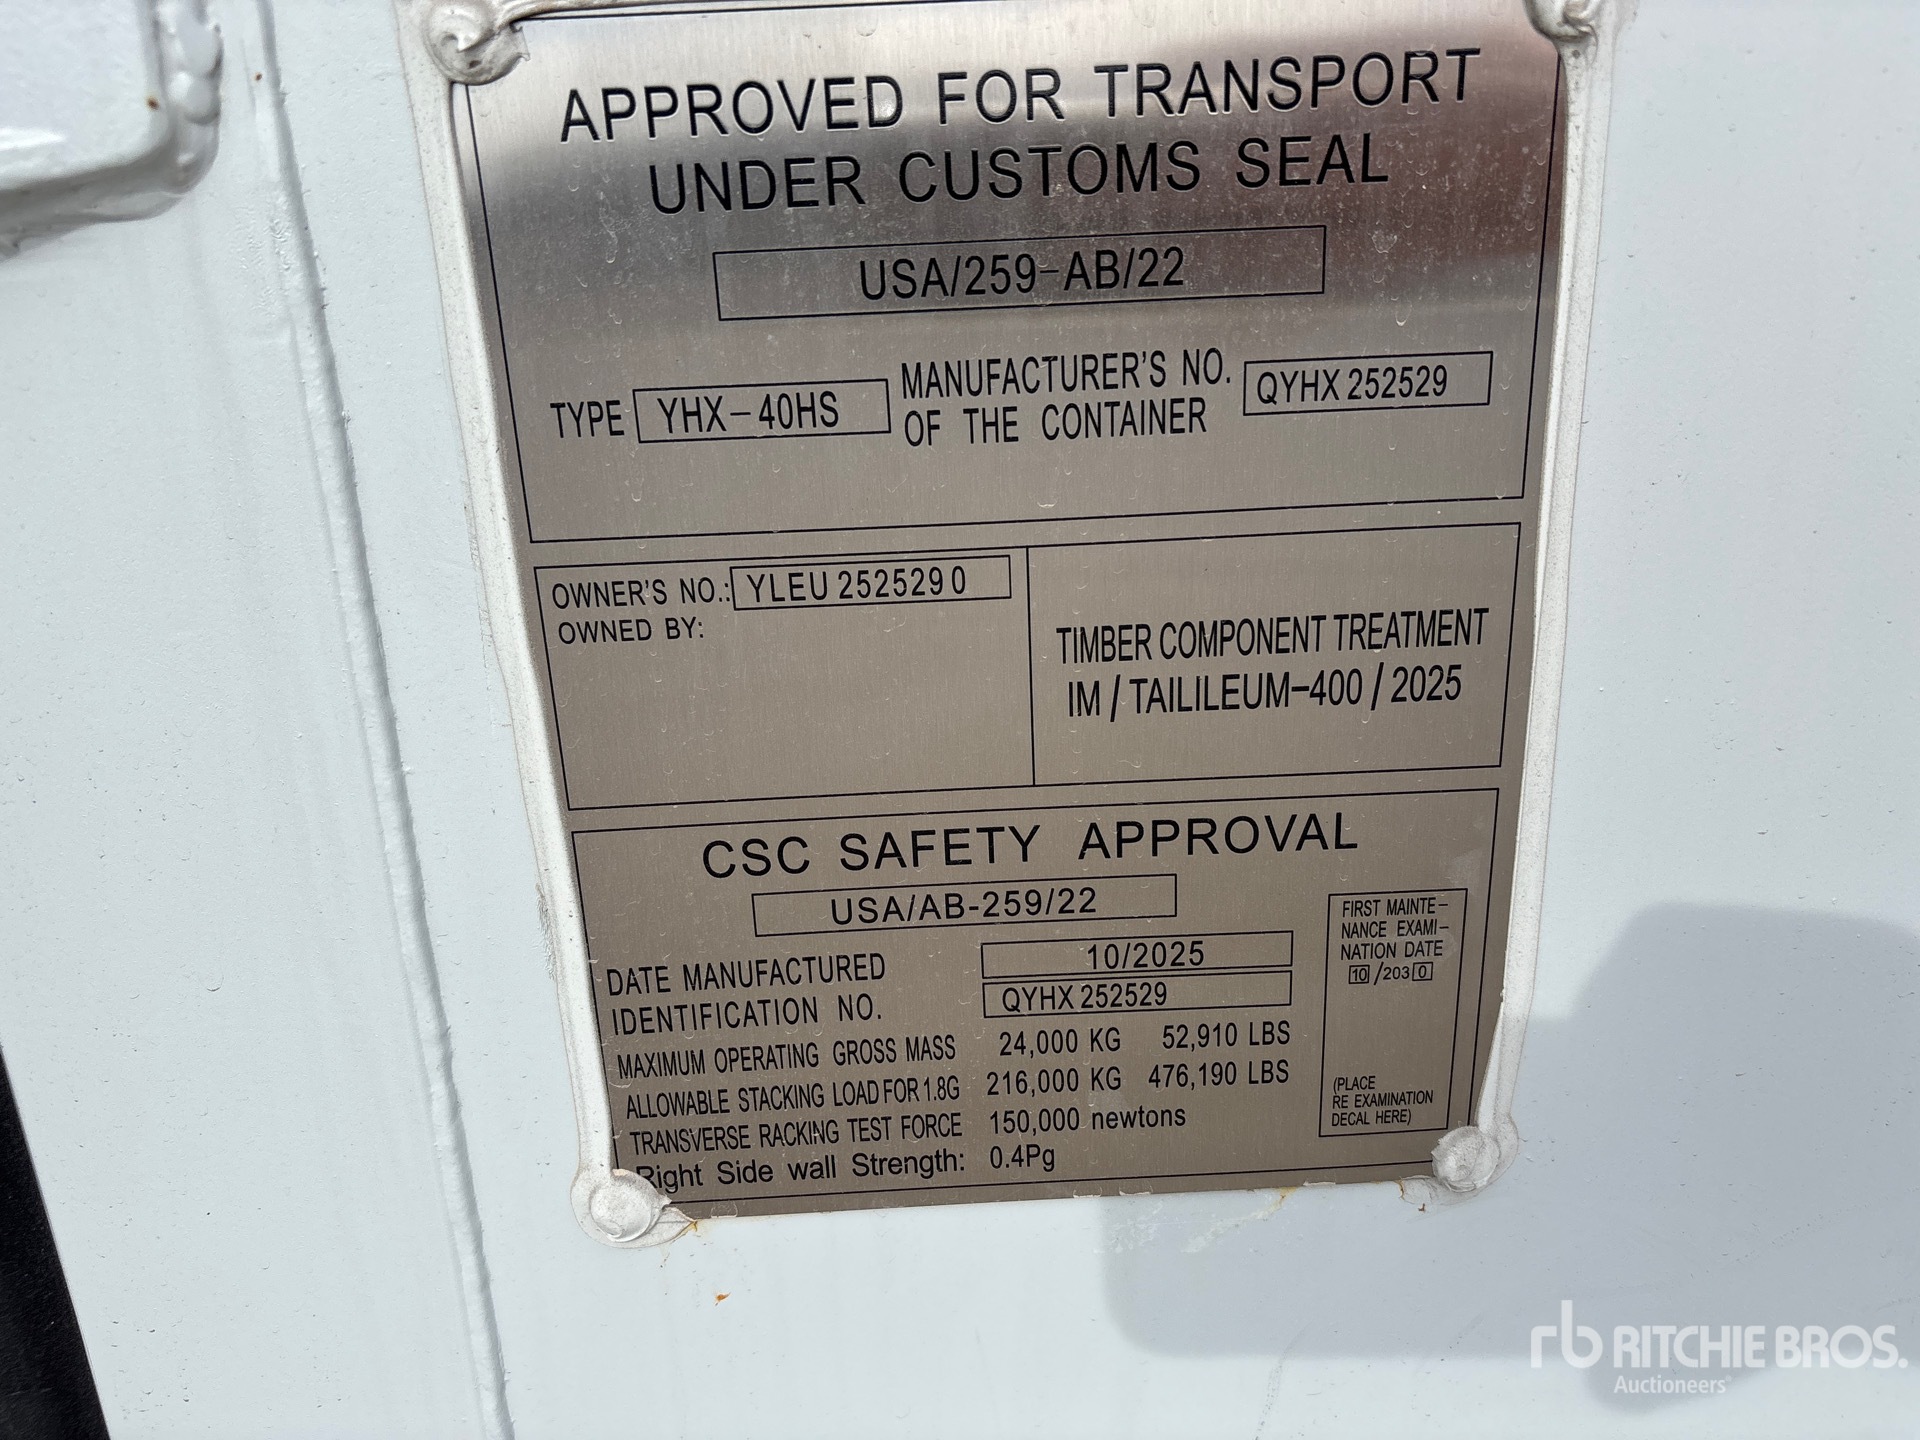 APPROVED FOR TRANSPORT
UNDER CUSTOMS SEAL
USA/259-AB/22
TYPE YHX-40HS MANUFACTURER'S NO. OF THE CONTAINER QYHX 252529
OWNER'S NO.: YLEU 252529 0
OWNED BY:
TIMBER COMPONENT TREATMENT
IM / TAILILEUM-400 / 2025
CSC SAFETY APPROVAL
USA/AB-259/22
DATE MANUFACTURED 10/2025
IDENTIFICATION NO. QYHX 252529
MAXIMUM OPERATING GROSS MASS 24,000 KG 52,910 LBS
ALLOWABLE STACKING LOAD FOR 1.8G 216,000 KG 476,190 LBS
TRANSVERSE RACKING TEST FORCE 150,000 newtons
Right Side wall Strength: 0.4Pg
FIRST MAINTE-
NANCE EXAMI-
NATION DATE
10/2030
(PLACE
RE EXAMINATION
DECAL HERE)
rb RITCHIE BROS.
Auctioneers